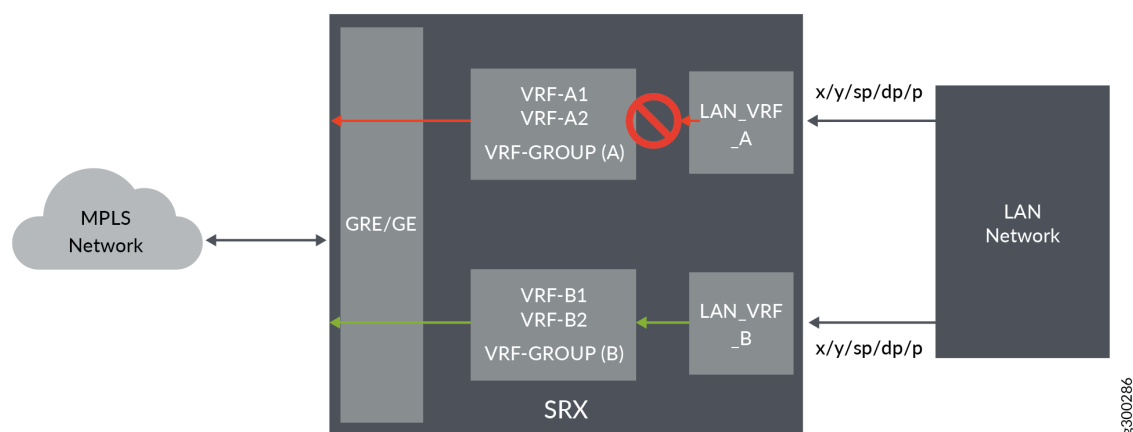 VRF-A1
VRF-A2
VRF-GROUP (A)
LAN_VRF
_A
x/y/sp/dp/p
MPLS
Network
GRE/GE
LAN
Network
VRF-B1
VRF-B2
VRF-GROUP (B)
LAN_VRF
_B
x/y/sp/dp/p
SRX
g300286